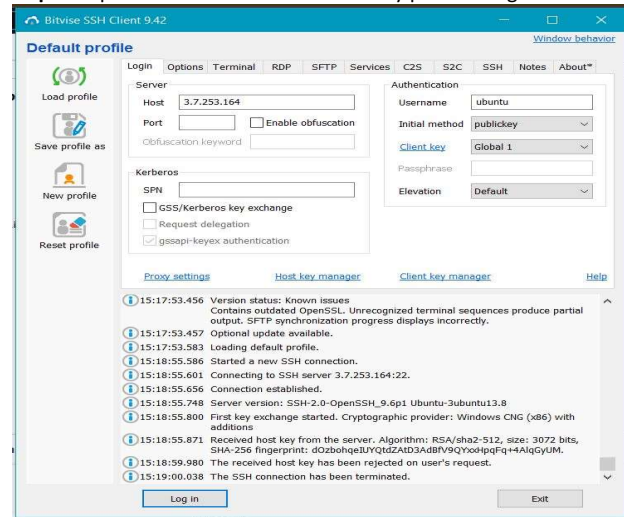 Bitvise SSH Client 9.42
Default profile
Window behavior
Load profile
Save profile as
New profile
Reset profile
Login Options Terminal RDP SFTP Services C2S S2C SSH Notes About*
Server
Host 3.7.253.164
Port Enable obfuscation
Obfuscation keyword
Kerberos
SPN
GSS/Kerberos key exchange
Request delegation
gssapi-keyex authentication
Authentication
Username ubuntu
Initial method publickey
Client key Global 1
Passphrase
Elevation Default
Proxy settings Host key manager Client key manager Help
15:17:53.456 Version status: Known issues
Contains outdated OpenSSL. Unrecognized terminal sequences produce partial
output. SFTP synchronization progress displays incorrectly.
15:17:53.457 Optional update available.
15:17:53.583 Loading default profile.
15:18:55.586 Started a new SSH connection.
15:18:55.601 Connecting to SSH server 3.7.253.164:22.
15:18:55.656 Connection established.
15:18:55.748 Server version: SSH-2.0-OpenSSH_9.6p1 Ubuntu-3ubuntu13.8
15:18:55.800 First key exchange started. Cryptographic provider: Windows CNG (x86) with
additions
15:18:55.871 Received host key from the server. Algorithm: RSA/sha2-512, size: 3072 bits,
SHA-256 fingerprint:
15:18:59.980 The received host key has been rejected on user's request.
15:19:00.038 The SSH connection has been terminated.
Log in Exit